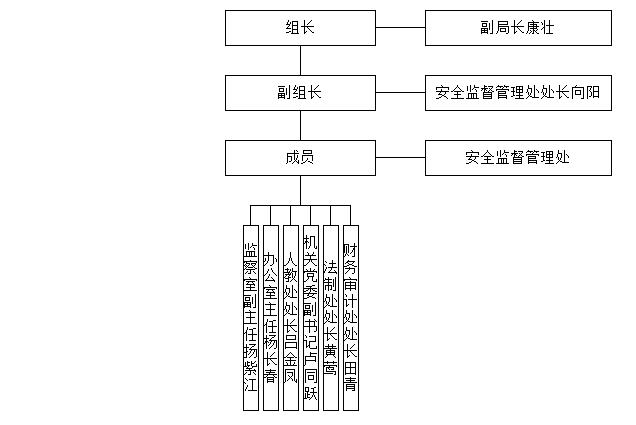 组长
副局长康壮
副组长
安全监督管理处处长向阳
成员
安全监督管理处
监察室副主任扬紫江
办公室主任杨长春
人教处处长吕金凤
机关党委副书记卢同跃
法制处处长黄莺
财务审计处处长田青